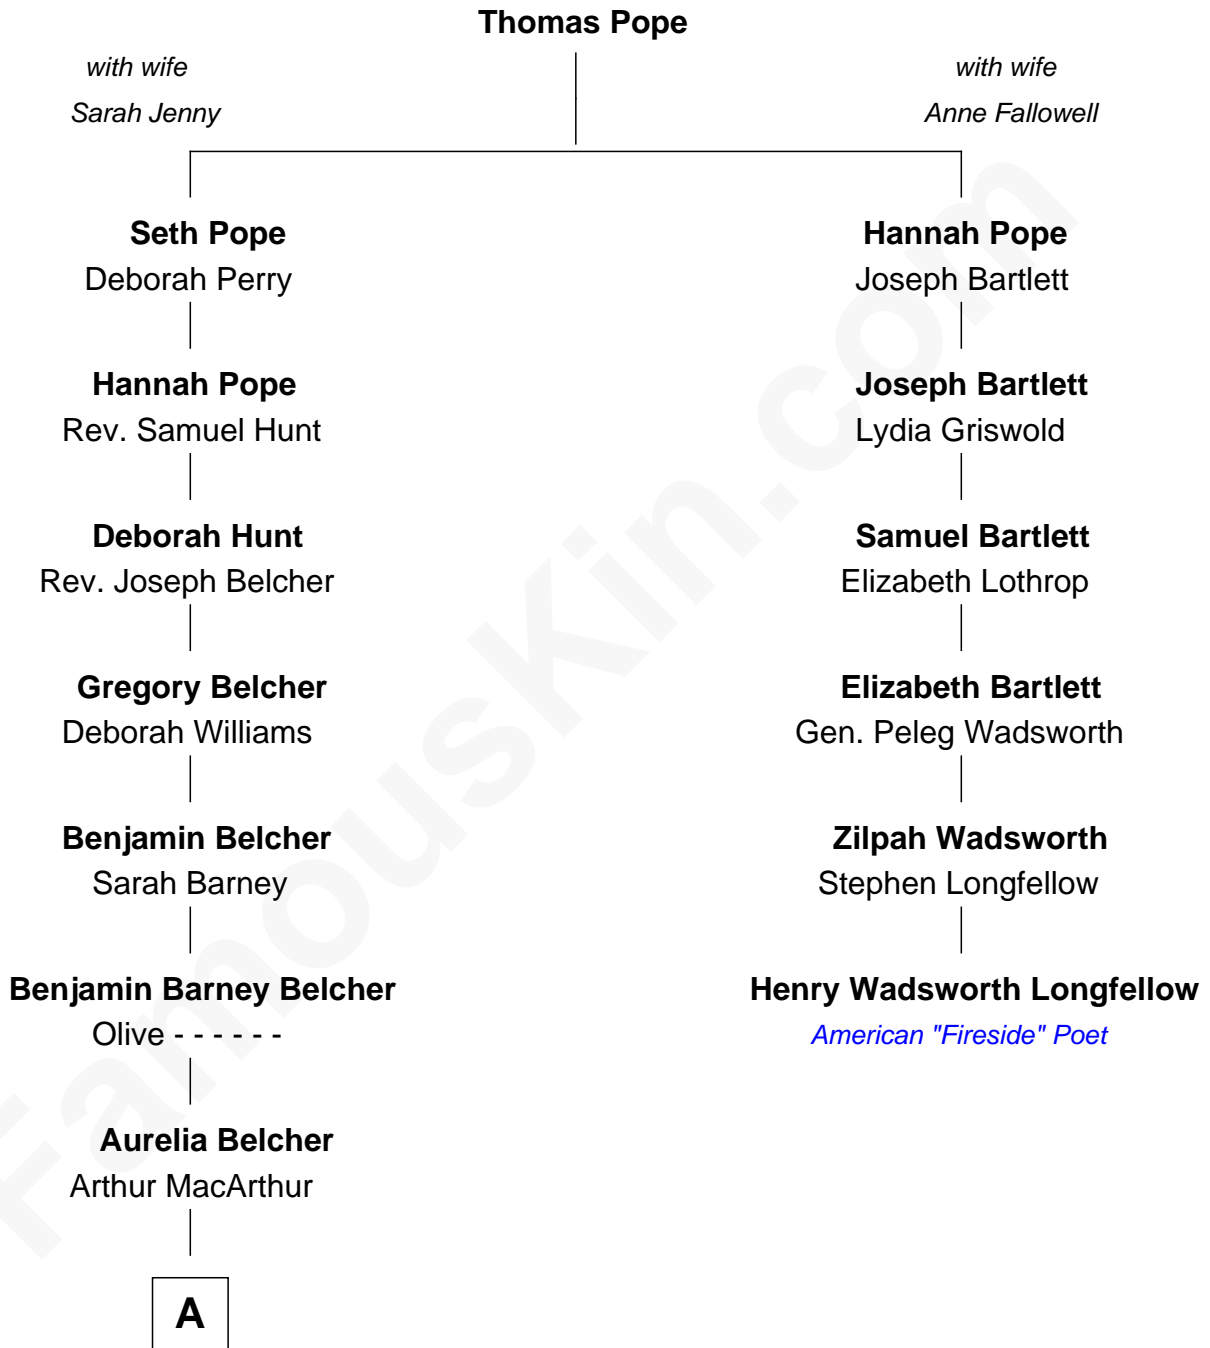 Thomas Pope
with wife
Sarah Jenny
with wife
Anne Fallowell
Seth Pope
Deborah Perry
Hannah Pope
Joseph Bartlett
Hannah Pope
Rev. Samuel Hunt
Joseph Bartlett
Lydia Griswold
Deborah Hunt
Rev. Joseph Belcher
Samuel Bartlett
Elizabeth Lothrop
Gregory Belcher
Deborah Williams
Elizabeth Bartlett
Gen. Peleg Wadsworth
Benjamin Belcher
Sarah Barney
Zilpah Wadsworth
Stephen Longfellow
Benjamin Barney Belcher
Olive - - - - - -
Henry Wadsworth Longfellow
American "Fireside" Poet
Aurelia Belcher
Arthur MacArthur
A
FamousKin.com